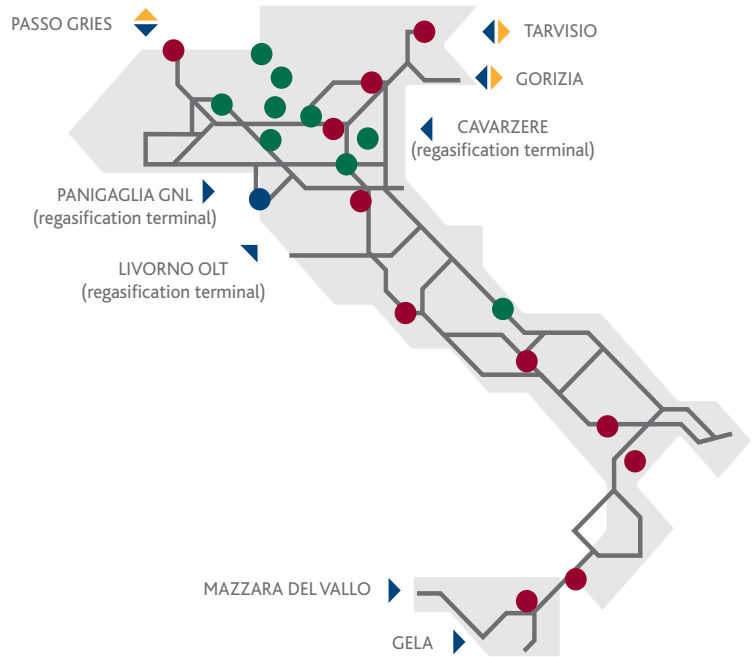 PASSO GRIES
TARVISIO
GORIZIA
CAVARZERE
(regasification terminal)
PANIGAGLIA GNL
(regasification terminal)
LIVORNO OLT
(regasification terminal)
MAZZARA DEL VALLO
GELA